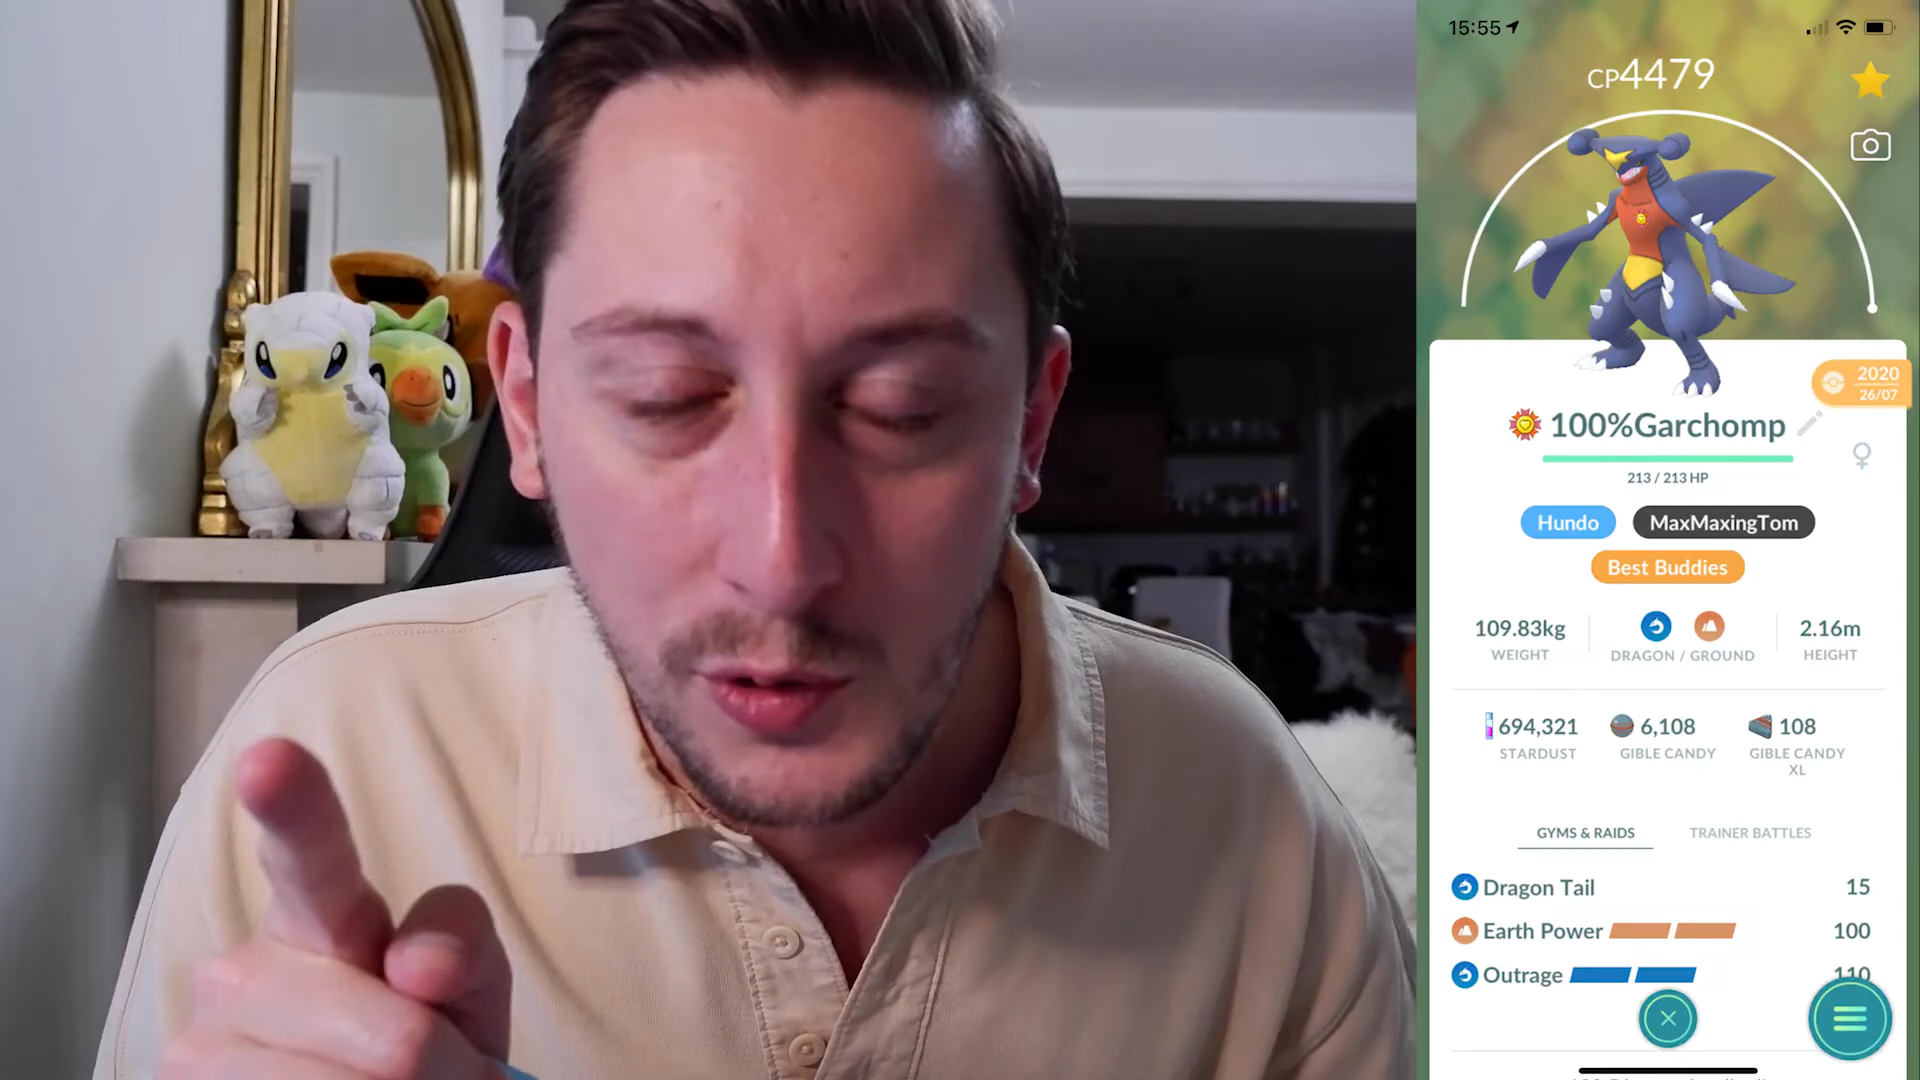 15:55
CP4479
2020
26/07
100%Garchomp
213 / 213 HP
Hundo
MaxMaxingTom
Best Buddies
109.83kg
WEIGHT
DRAGON / GROUND
2.16m
HEIGHT
694,321
STARDUST
6,108
GIBLE CANDY
108
GIBLE CANDY
XL
GYMS & RAIDS
TRAINER BATTLES
Dragon Tail 15
Earth Power 100
Outrage 110